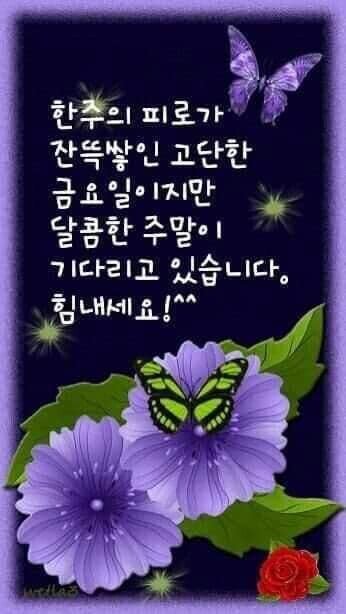 한주의 피로가
잔뜩쌓인 고단한
금요일이지만
달콤한 주말이
기다리고 있습니다.
힘내세요!^^